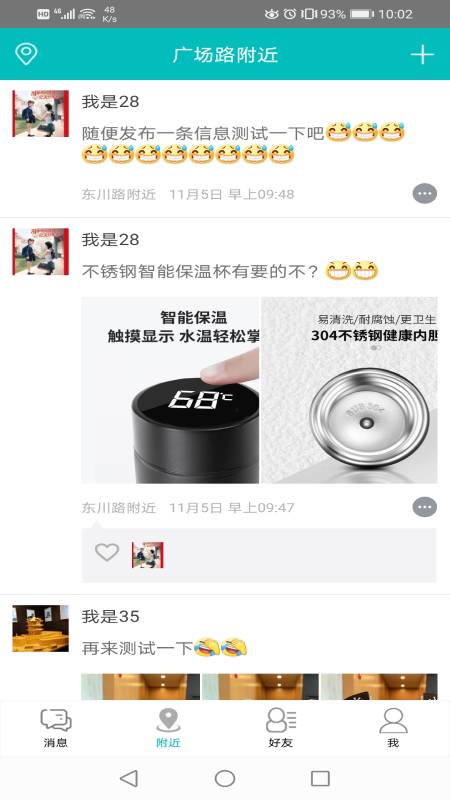 HD 4G 48 K/s 93% 10:02
广场路附近
我是28
随便发布一条信息测试一下吧
东川路附近 11月5日 早上09:48
我是28
不锈钢智能保温杯有要的不？
智能保温
触摸显示 水温轻松掌
68℃
易清洗/耐腐蚀/更卫生
304不锈钢健康内胆
SUS304
东川路附近 11月5日 早上09:47
我是35
再来测试一下
消息
附近
好友
我